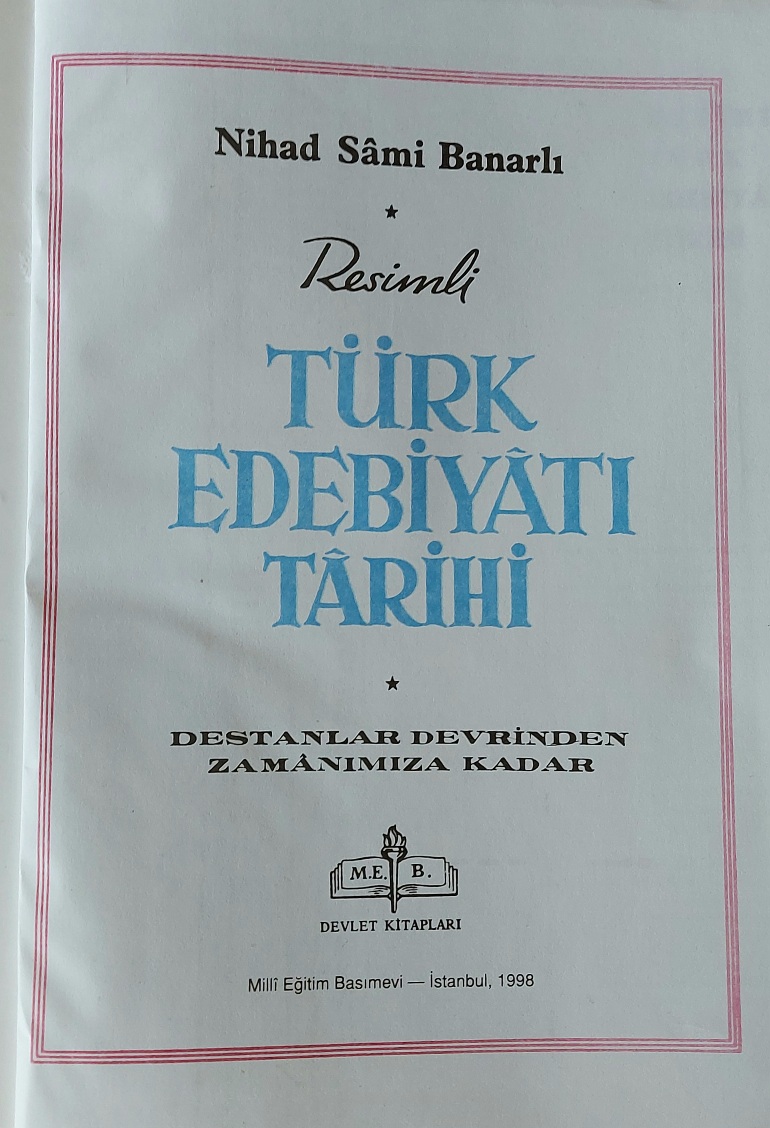 Nihad Sâmi Banarlı
★
Resimli
TÜRK
EDEBİYÂTI
TÂRİHİ
★
DESTANLAR DEVRİNDEN
ZAMÂNIMIZA KADAR
M.E. B.
DEVLET KİTAPLARI
Millî Eğitim Basımevi — İstanbul, 1998